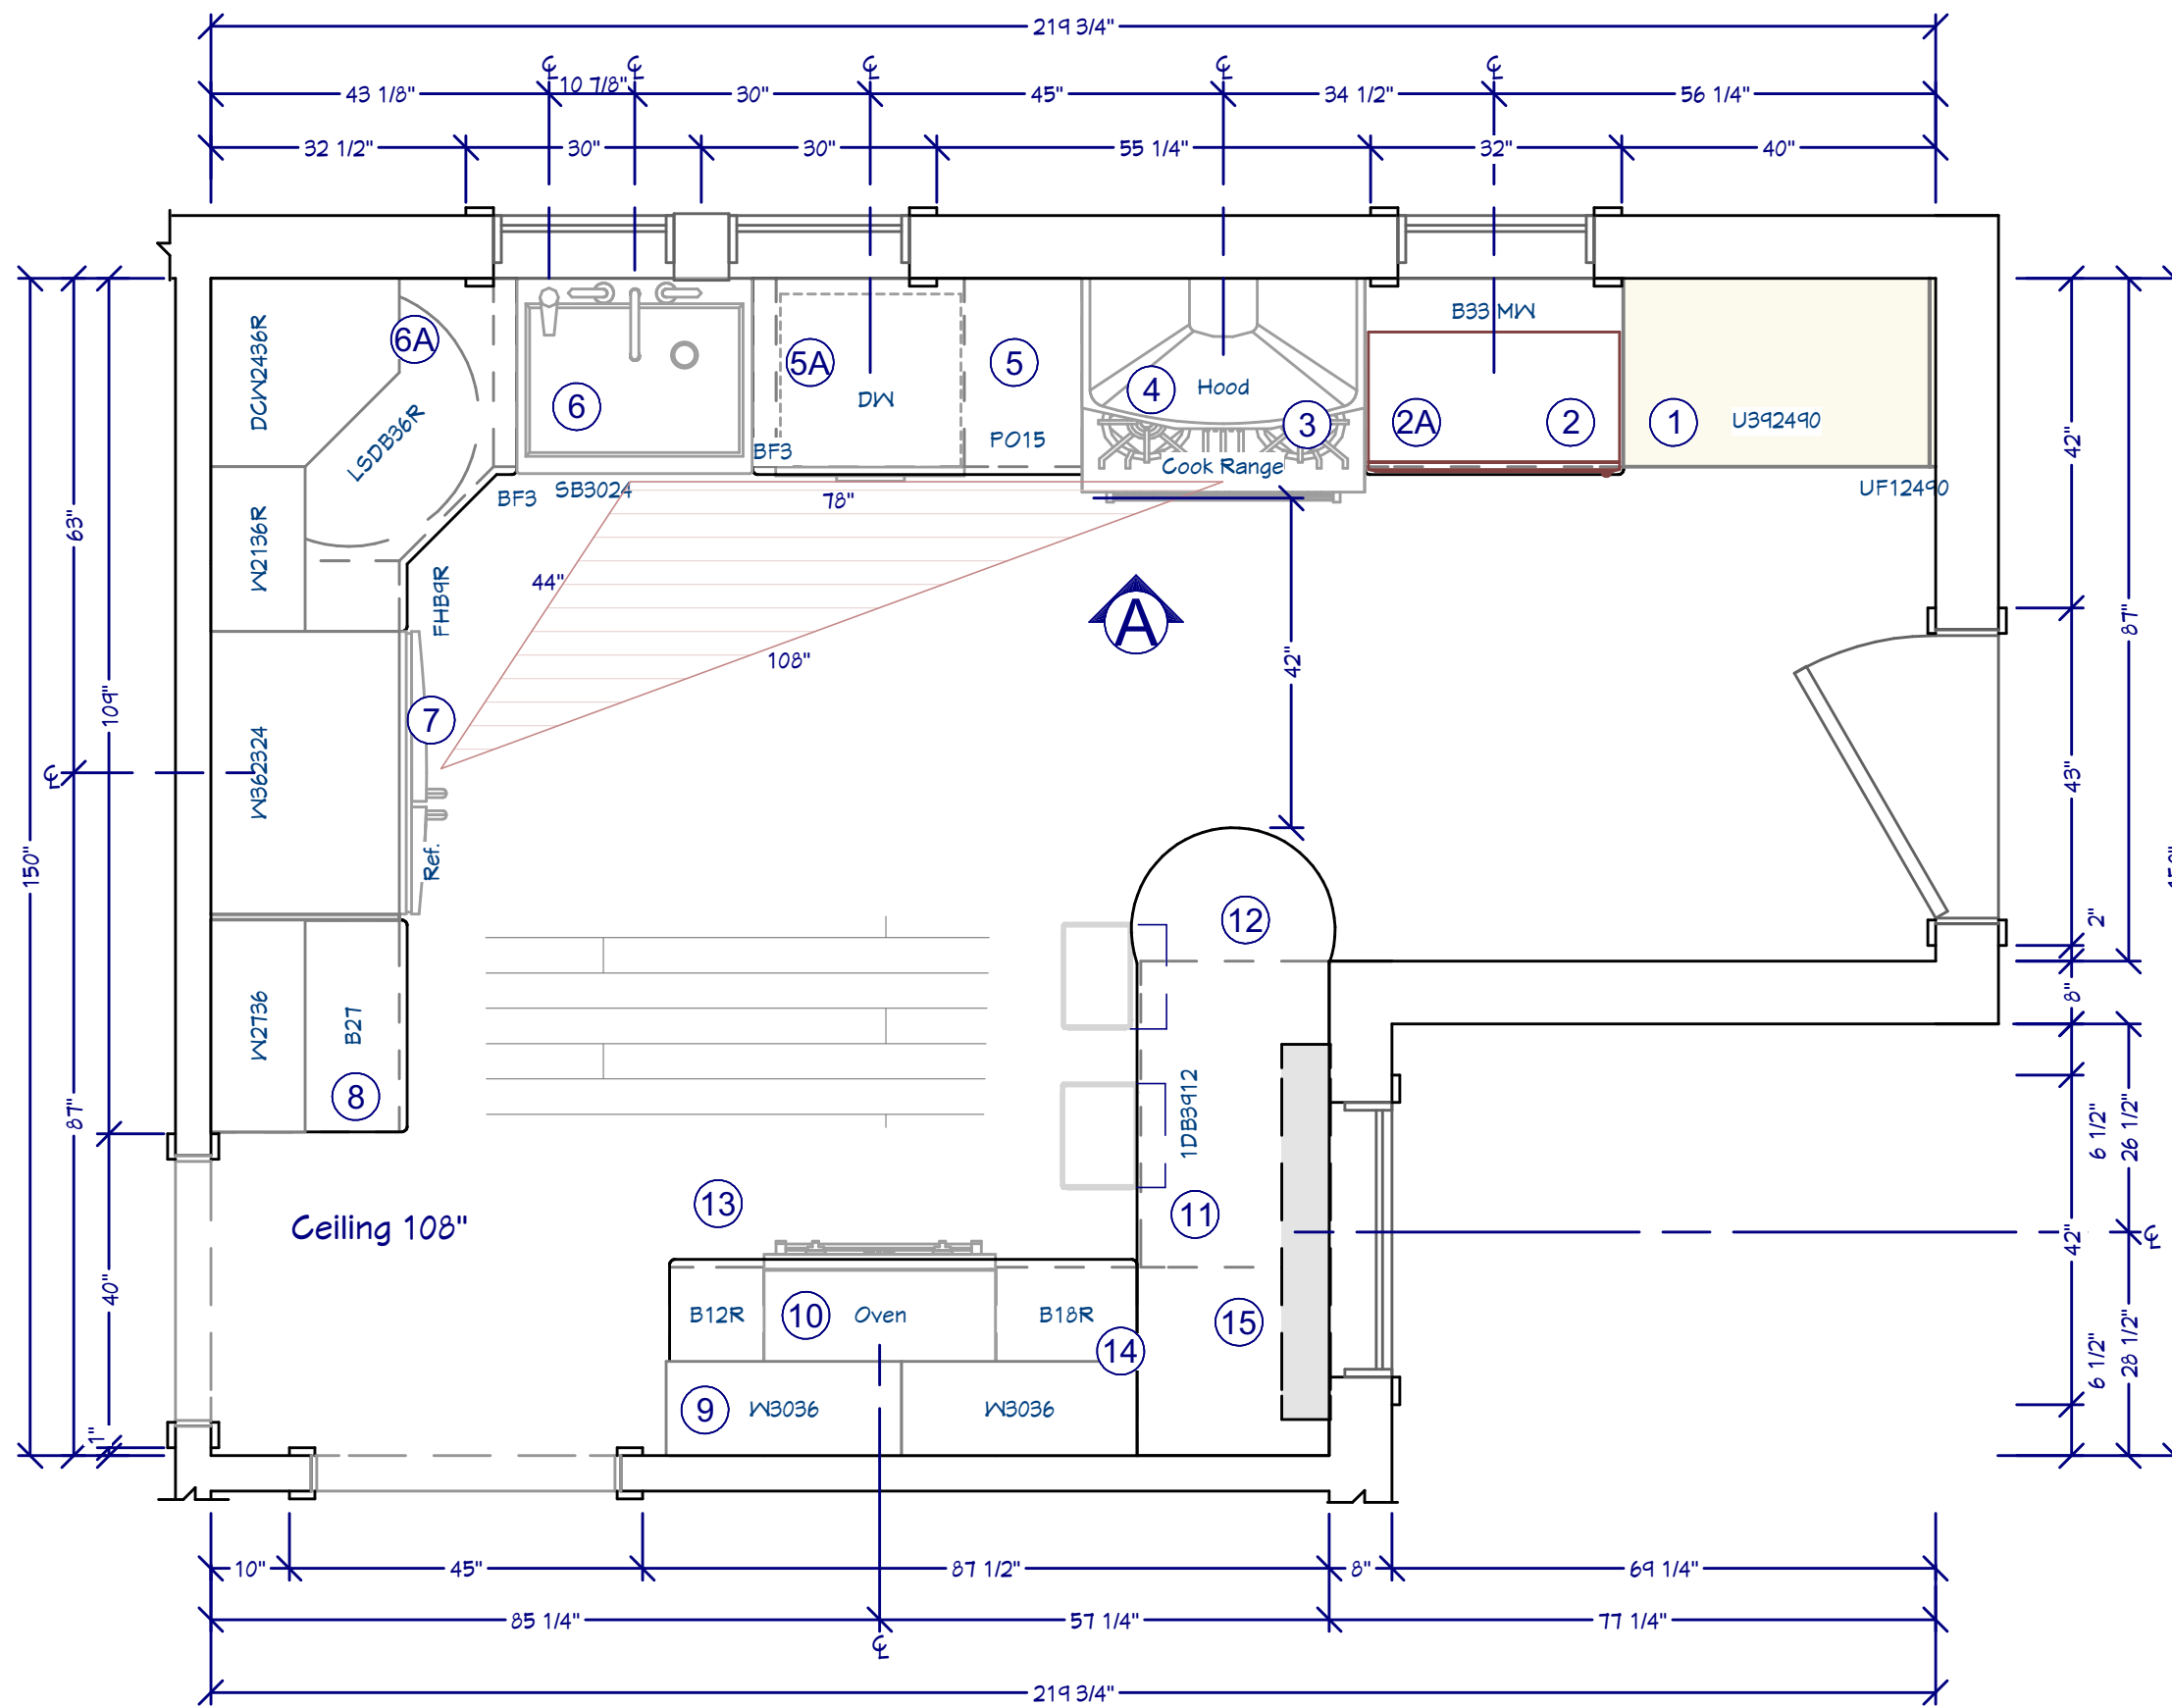 219 3/4"
43 1/8"
10 7/8"
30"
45"
34 1/2"
56 1/4"
32 1/2"
30"
30"
55 1/4"
32"
40"
DCW2436R
6A
LSDB36R
6
5A
DW
5
4
Hood
3
B33 MW
2A
2
1
U392490
BF3
PO15
Cook Range
BF3
SB3024
78"
UF12490
W2136R
FHB9R
44"
108"
A
42"
42"
87"
63"
109"
150"
7
W362324
Ref.
43"
2"
12
W2736
B27
8
8"
1DB3912
6 1/2"
26 1/2"
87"
13
11
Ceiling 108"
42"
40"
B12R
10
Oven
B18R
15
14
9
W3036
W3036
6 1/2"
28 1/2"
1"
10"
45"
87 1/2"
8"
69 1/4"
85 1/4"
57 1/4"
77 1/4"
219 3/4"